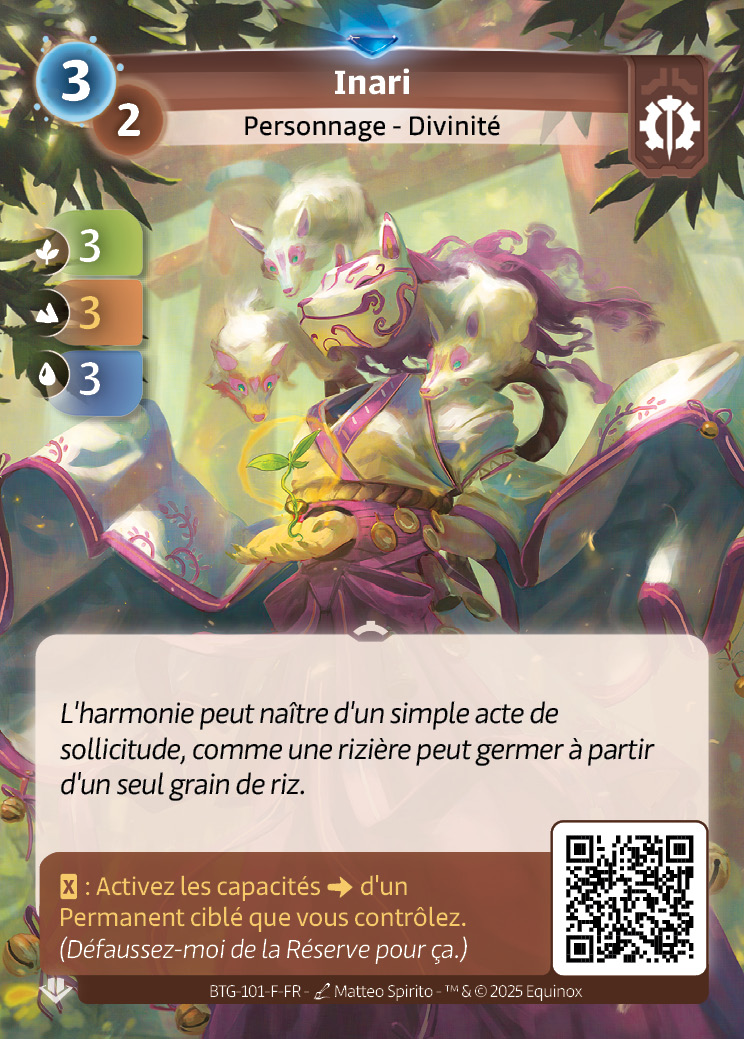 3
Inari
2
Personnage - Divinité
3
3
3
L'harmonie peut naître d'un simple acte de
sollicitude, comme une rizière peut germer à partir
d'un seul grain de riz.
X : Activez les capacités ➜ d'un
Permanent ciblé que vous contrôlez.
(Défaussez-moi de la Réserve pour ça.)
BTG-101-F-FR - Matteo Spirito - ™ & © 2025 Equinox